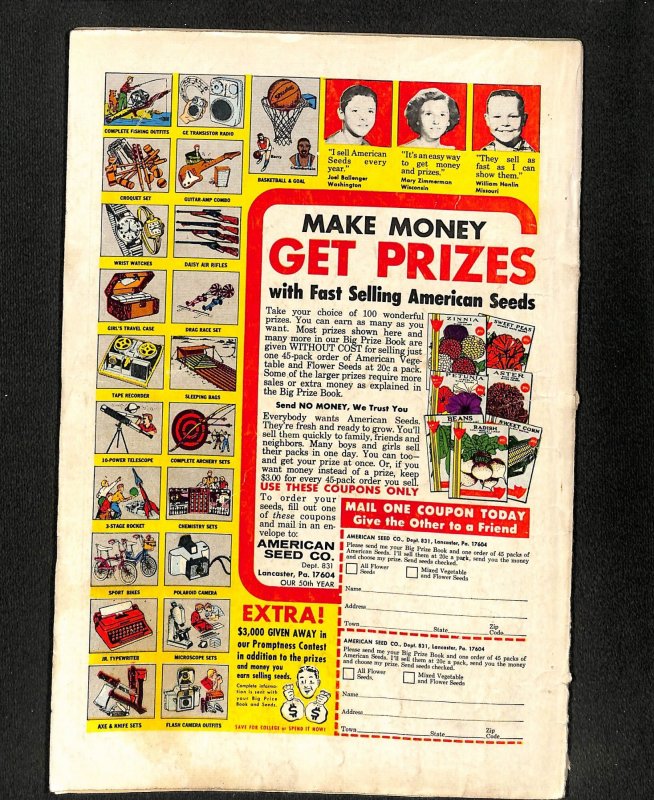 COMPLETE FISHING OUTFITS
GE TRANSISTOR RADIO
BASKETBALL & GOAL
CROQUET SET
GUITAR-AMP COMBO
WRIST WATCHES
DAISY AIR RIFLES
GIRL'S TRAVEL CASE
DRAG RACE SET
TAPE RECORDER
SLEEPING BAGS
10-POWER TELESCOPE
COMPLETE ARCHERY SETS
3-STAGE ROCKET
CHEMISTRY SETS
SPORT BIKES
POLAROID CAMERA
JR. TYPEWRITER
MICROSCOPE SETS
AXE & KNIFE SETS
FLASH CAMERA OUTFITS
"I sell American
Seeds every
year."
Joel Ballenger
Washington
"It's an easy way
to get money
and prizes."
Mary Zimmerman
Wisconsin
"They sell as
fast as I can
show them."
William Hanlin
Missouri
MAKE MONEY
GET PRIZES
with Fast Selling American Seeds
Take your choice of 100 wonderful
prizes. You can earn as many as you
want. Most prizes shown here and
many more in our Big Prize Book are
given WITHOUT COST for selling just
one 45-pack order of American Vege-
table and Flower Seeds at 20c a pack.
Some of the larger prizes require more
sales or extra money as explained in
the Big Prize Book.
Send NO MONEY, We Trust You
Everybody wants American Seeds.
They're fresh and ready to grow. You'll
sell them quickly to family, friends and
neighbors. Many boys and girls sell
their packs in one day. You can too—
and get your prize at once. Or, if you
want money instead of a prize, keep
$3.00 for every 45-pack order you sell.
ZINNIA
SWEET PEAS
PETUNIA
ASTER
BEANS
RADISH
SWEET CORN
USE THESE COUPONS ONLY
To order your
seeds, fill out one
of these coupons
and mail in an en-
velope to:
AMERICAN
SEED CO.
Dept. 831
Lancaster, Pa. 17604
OUR 50th YEAR
MAIL ONE COUPON TODAY
Give the Other to a Friend
AMERICAN SEED CO., Dept. 831, Lancaster, Pa. 17604
Please send me your Big Prize Book and one order of 45 packs of
American Seeds. I'll sell them at 20c a pack, send you the money
and choose my prize. Send seeds checked.
All Flower
Seeds
Mixed Vegetable
and Flower Seeds
Name
Address
Town State Zip
Code
AMERICAN SEED CO., Dept. 831, Lancaster, Pa. 17604
Please send me your Big Prize Book and one order of 45 packs of
American Seeds. I'll sell them at 20c a pack, send you the money
and choose my prize. Send seeds checked.
All Flower
Seeds
Mixed Vegetable
and Flower Seeds
Name
Address
Town State Zip
Code
EXTRA!
$3,000 GIVEN AWAY in
our Promptness Contest
in addition to the prizes
and money you
earn selling seeds.
Complete informa-
tion is sent with
your Big Prize
Book and Seeds.
$ $
SAVE FOR COLLEGE or SPEND IT NOW!